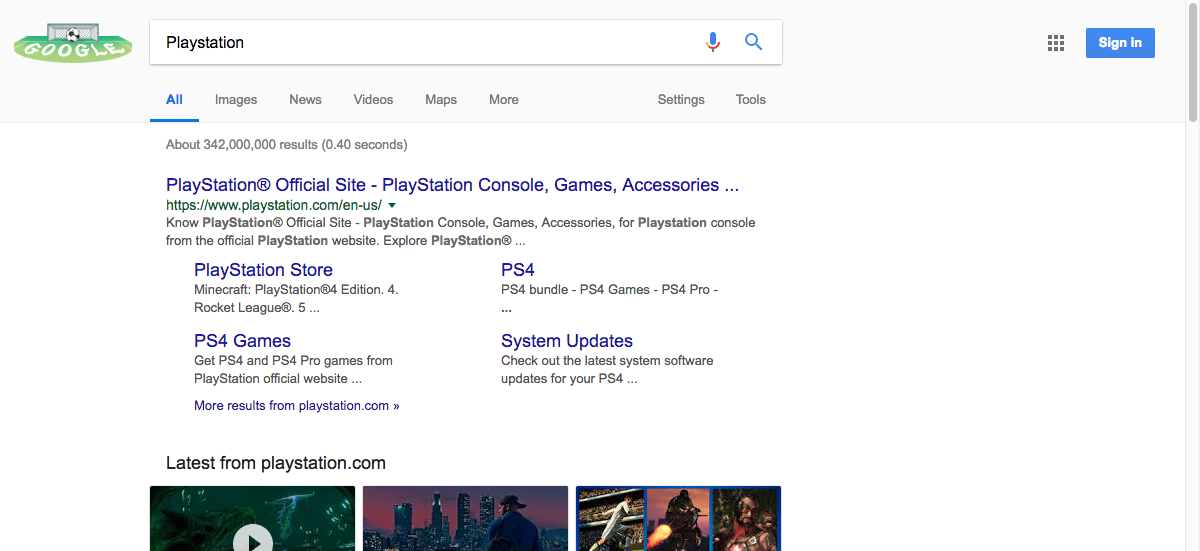 GOOGLE
Playstation
Sign in
All Images News Videos Maps More Settings Tools
About 342,000,000 results (0.40 seconds)
PlayStation® Official Site - PlayStation Console, Games, Accessories ...
https://www.playstation.com/en-us/
Know PlayStation® Official Site - PlayStation Console, Games, Accessories, for Playstation console
from the official PlayStation website. Explore PlayStation® ...
PlayStation Store
Minecraft: PlayStation®4 Edition. 4.
Rocket League®. 5 ...
PS4
PS4 bundle - PS4 Games - PS4 Pro -
...
PS4 Games
Get PS4 and PS4 Pro games from
PlayStation official website ...
System Updates
Check out the latest system software
updates for your PS4 ...
More results from playstation.com »
Latest from playstation.com